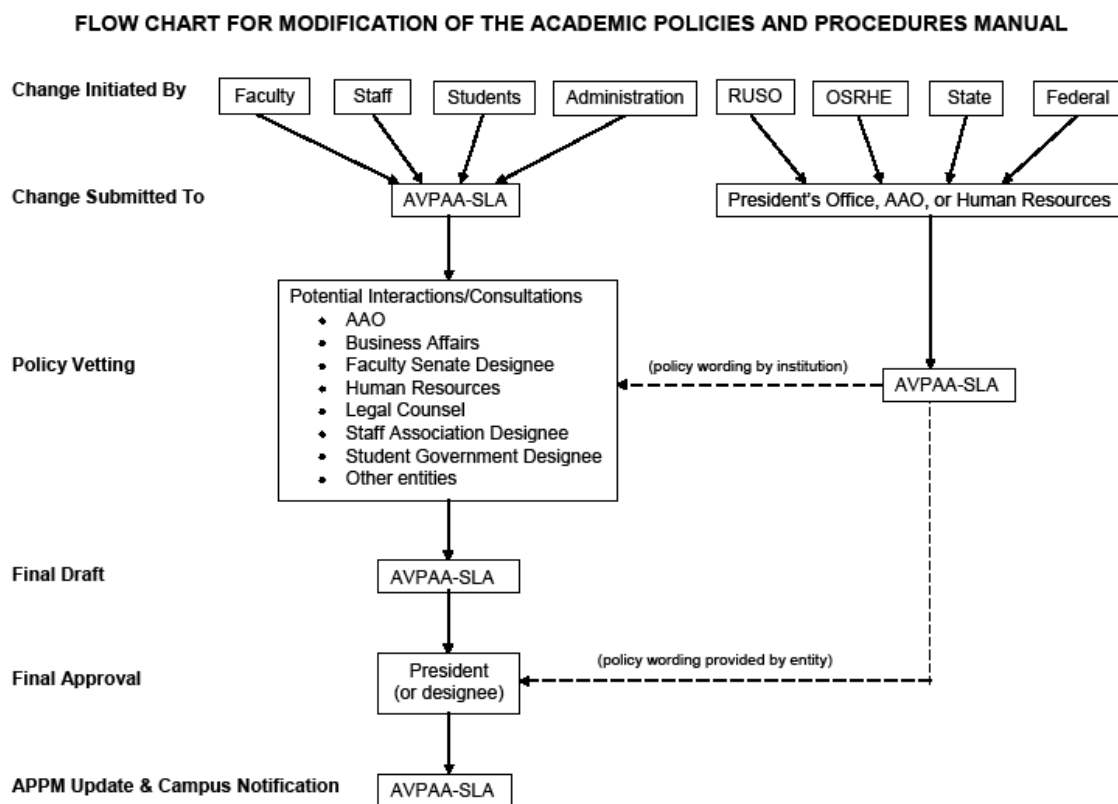 FLOW CHART FOR MODIFICATION OF THE ACADEMIC POLICIES AND PROCEDURES MANUAL
Change Initiated By
Faculty
Staff
Students
Administration
RUSO
OSRHE
State
Federal
Change Submitted To
AVPAA-SLA
President's Office, AAO, or Human Resources
Policy Vetting
Potential Interactions/Consultations
• AAO
• Business Affairs
• Faculty Senate Designee
• Human Resources
• Legal Counsel
• Staff Association Designee
• Student Government Designee
• Other entities
(policy wording by institution)
AVPAA-SLA
Final Draft
AVPAA-SLA
Final Approval
President
(or designee)
(policy wording provided by entity)
APPM Update & Campus Notification
AVPAA-SLA